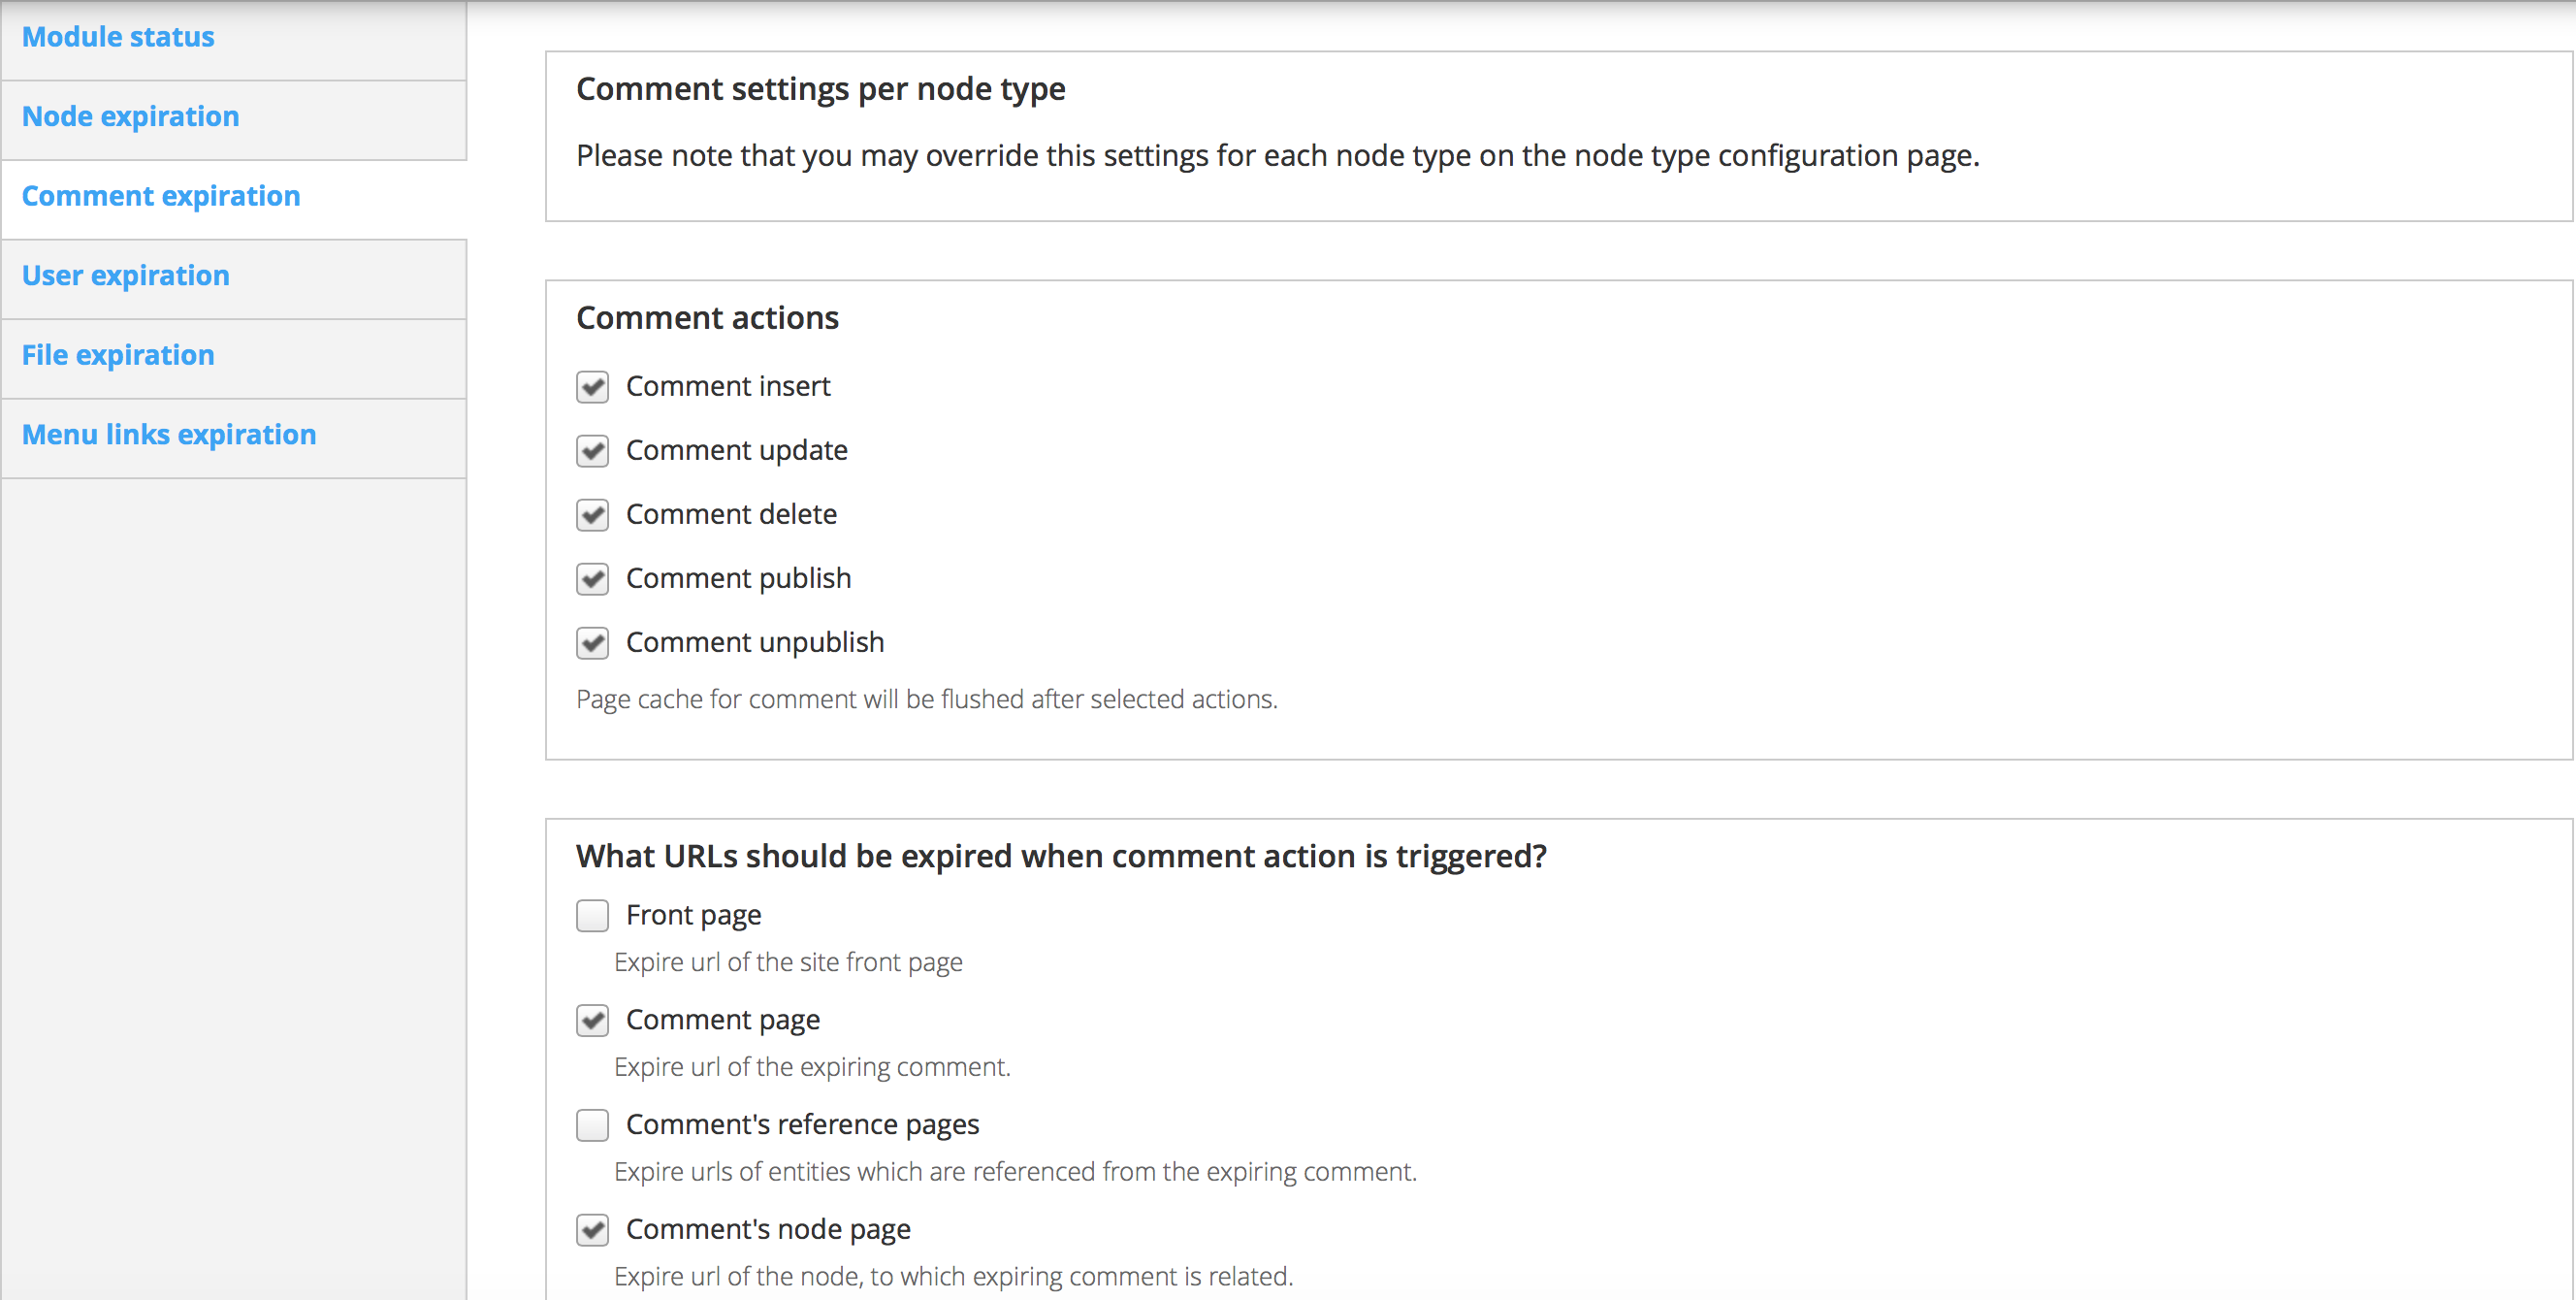 Module status
Node expiration
Comment expiration
User expiration
File expiration
Menu links expiration
Comment settings per node type
Please note that you may override this settings for each node type on the node type configuration page.
Comment actions
Comment insert
Comment update
Comment delete
Comment publish
Comment unpublish
Page cache for comment will be flushed after selected actions.
What URLs should be expired when comment action is triggered?
Front page
Expire url of the site front page
Comment page
Expire url of the expiring comment.
Comment's reference pages
Expire urls of entities which are referenced from the expiring comment.
Comment's node page
Expire url of the node, to which expiring comment is related.